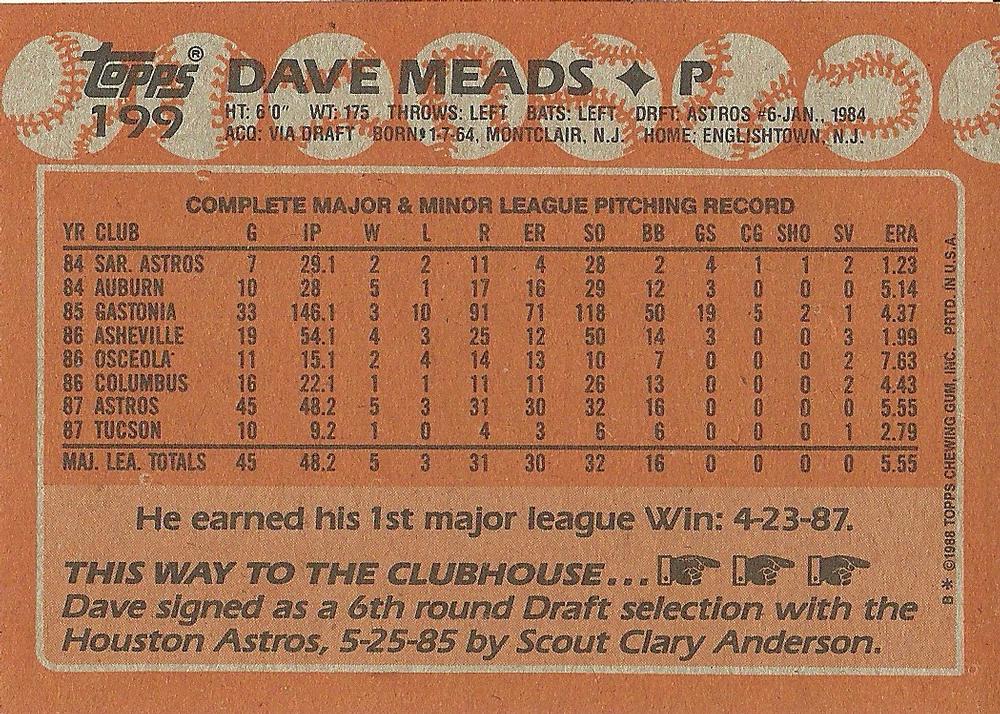 topps®
199
DAVE MEADS ✦ P
HT: 6'0" WT: 175 THROWS: LEFT BATS: LEFT DRFT: ASTROS #6-JAN., 1984
ACQ: VIA DRAFT BORN: 1-7-64, MONTCLAIR, N.J. HOME: ENGLISHTOWN, N.J.
COMPLETE MAJOR & MINOR LEAGUE PITCHING RECORD
YR CLUB G IP W L R ER SO BB GS CG SHO SV ERA
84 SAR. ASTROS 7 29.1 2 2 11 4 28 2 4 1 1 2 1.23
84 AUBURN 10 28 5 1 17 16 29 12 3 0 0 0 5.14
85 GASTONIA 33 146.1 3 10 91 71 118 50 19 5 2 1 4.37
86 ASHEVILLE 19 54.1 4 3 25 12 50 14 3 0 0 3 1.99
86 OSCEOLA 11 15.1 2 4 14 13 10 7 0 0 0 2 7.63
86 COLUMBUS 16 22.1 1 1 11 11 26 13 0 0 0 2 4.43
87 ASTROS 45 48.2 5 3 31 30 32 16 0 0 0 0 5.55
87 TUCSON 10 9.2 1 0 4 3 6 6 0 0 0 1 2.79
MAJ. LEA. TOTALS 45 48.2 5 3 31 30 32 16 0 0 0 0 5.55
He earned his 1st major league Win: 4-23-87.
THIS WAY TO THE CLUBHOUSE...
Dave signed as a 6th round Draft selection with the
Houston Astros, 5-25-85 by Scout Clary Anderson.
B * ©1988 TOPPS CHEWING GUM, INC. PRTD. IN U.S.A.